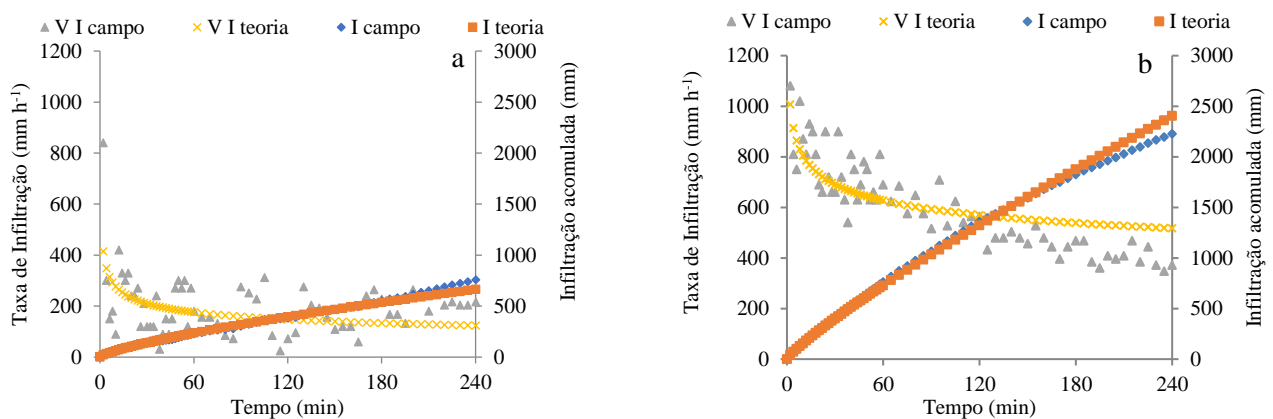 V I campo V I teoria I campo I teoria
a
1200
1000
800
600
400
200
0
3000
2500
2000
1500
1000
500
0
0 60 120 180 240
Tempo (min)
Taxa de Infiltração (mm h-1)
Infiltração acomulada (mm)
V I campo V I teoria I campo I teoria
b
1200
1000
800
600
400
200
0
3000
2500
2000
1500
1000
500
0
0 60 120 180 240
Tempo (min)
Taxa de Infiltração (mm h-1)
Infiltração acumulada (mm)